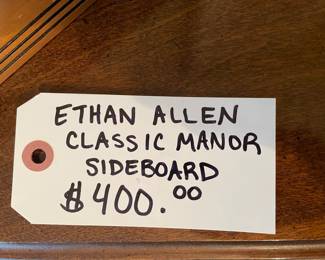 ETHAN ALLEN
CLASSIC MANOR
SIDEBOARD
$400.00